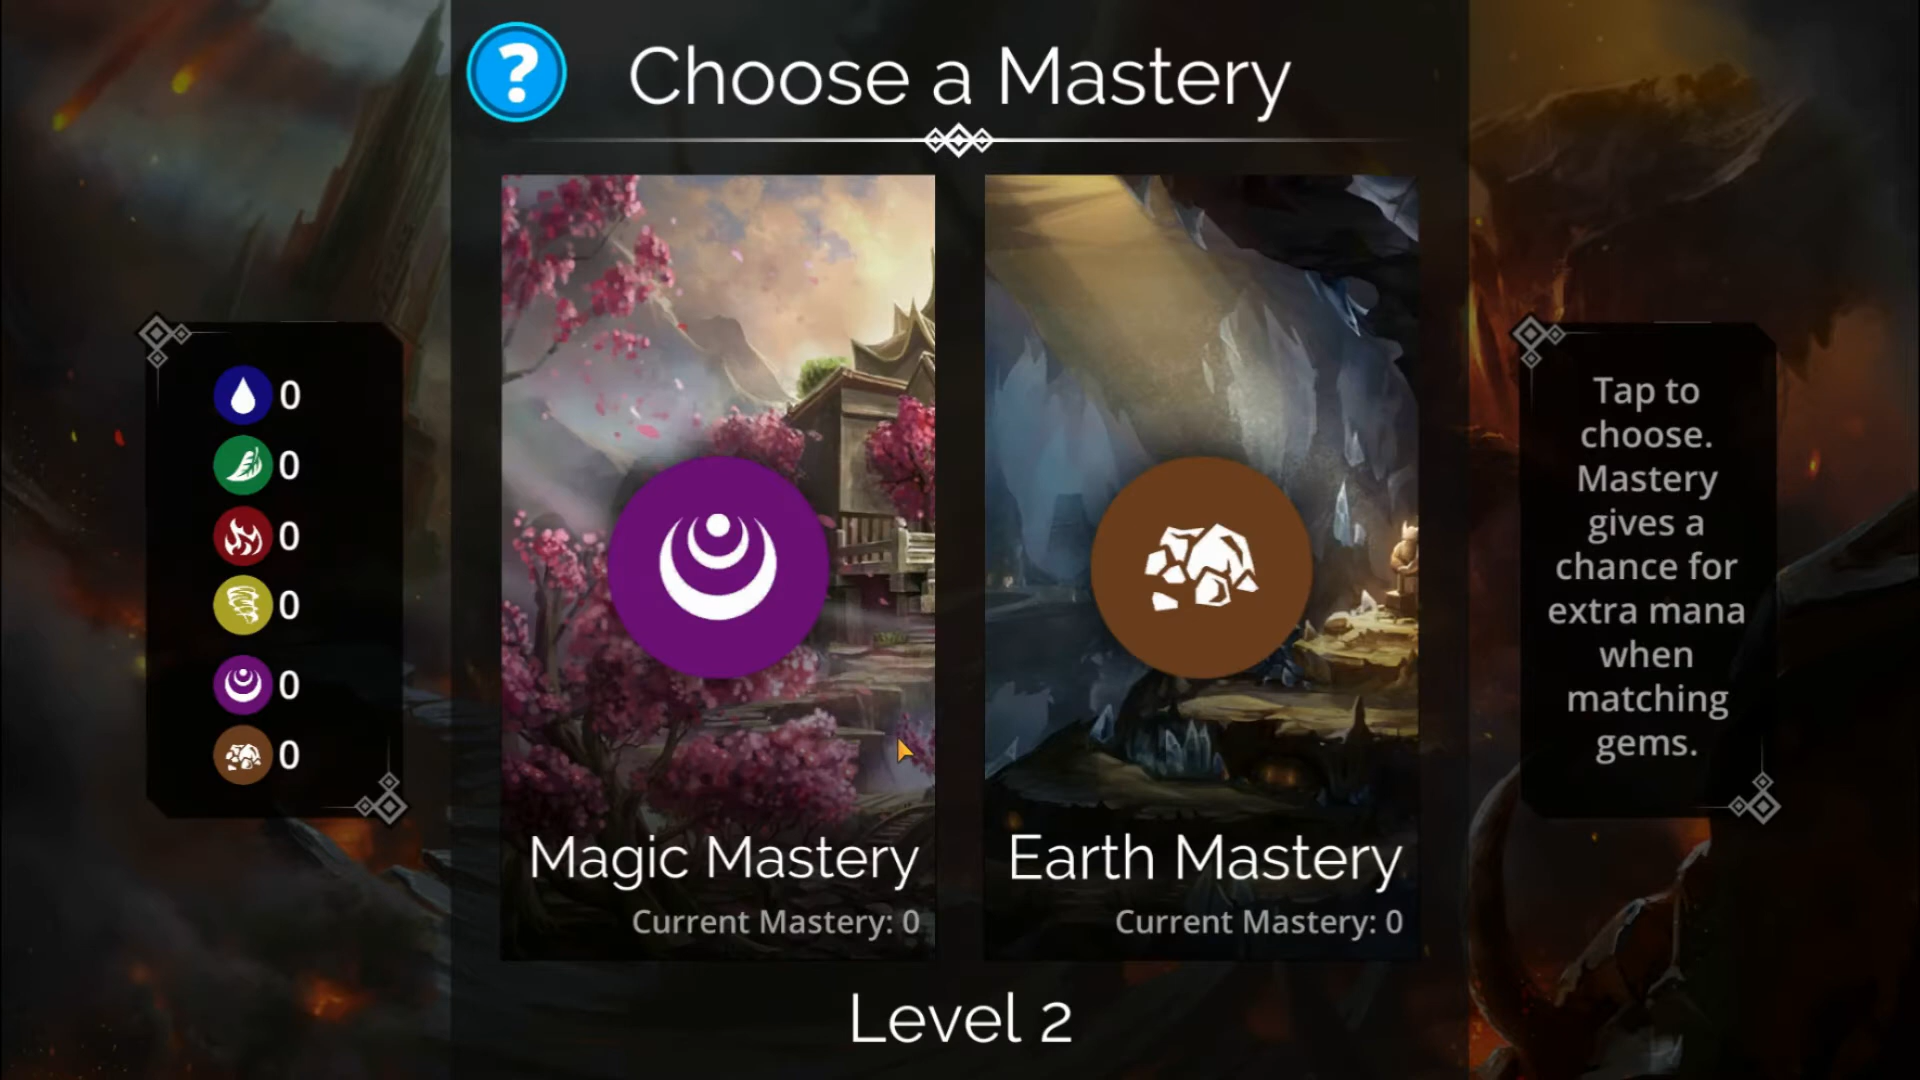 ?
Choose a Mastery
0
0
0
0
0
0
Magic Mastery
Current Mastery: 0
Earth Mastery
Current Mastery: 0
Tap to
choose.
Mastery
gives a
chance for
extra mana
when
matching
gems.
Level 2